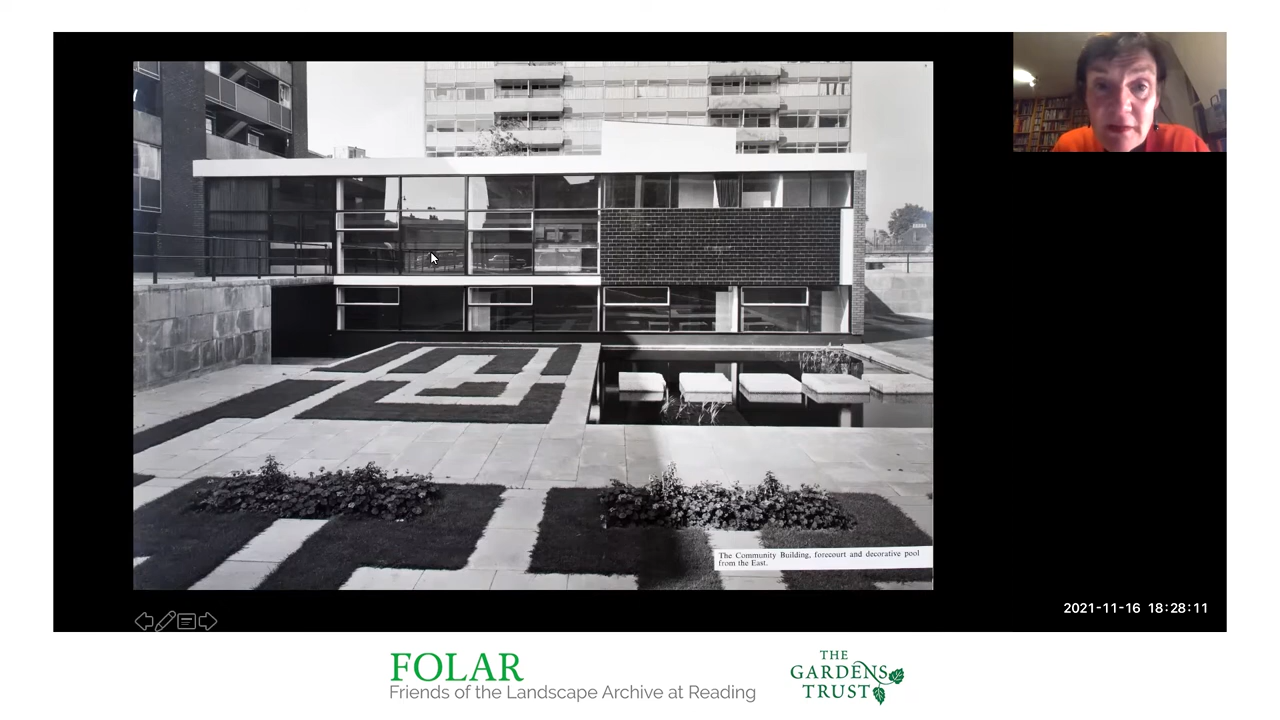 The Community Building, forecourt and decorative pool
from the East.
2021-11-16 18:28:11
FOLAR
Friends of the Landscape Archive at Reading
THE
GARDENS
TRUST